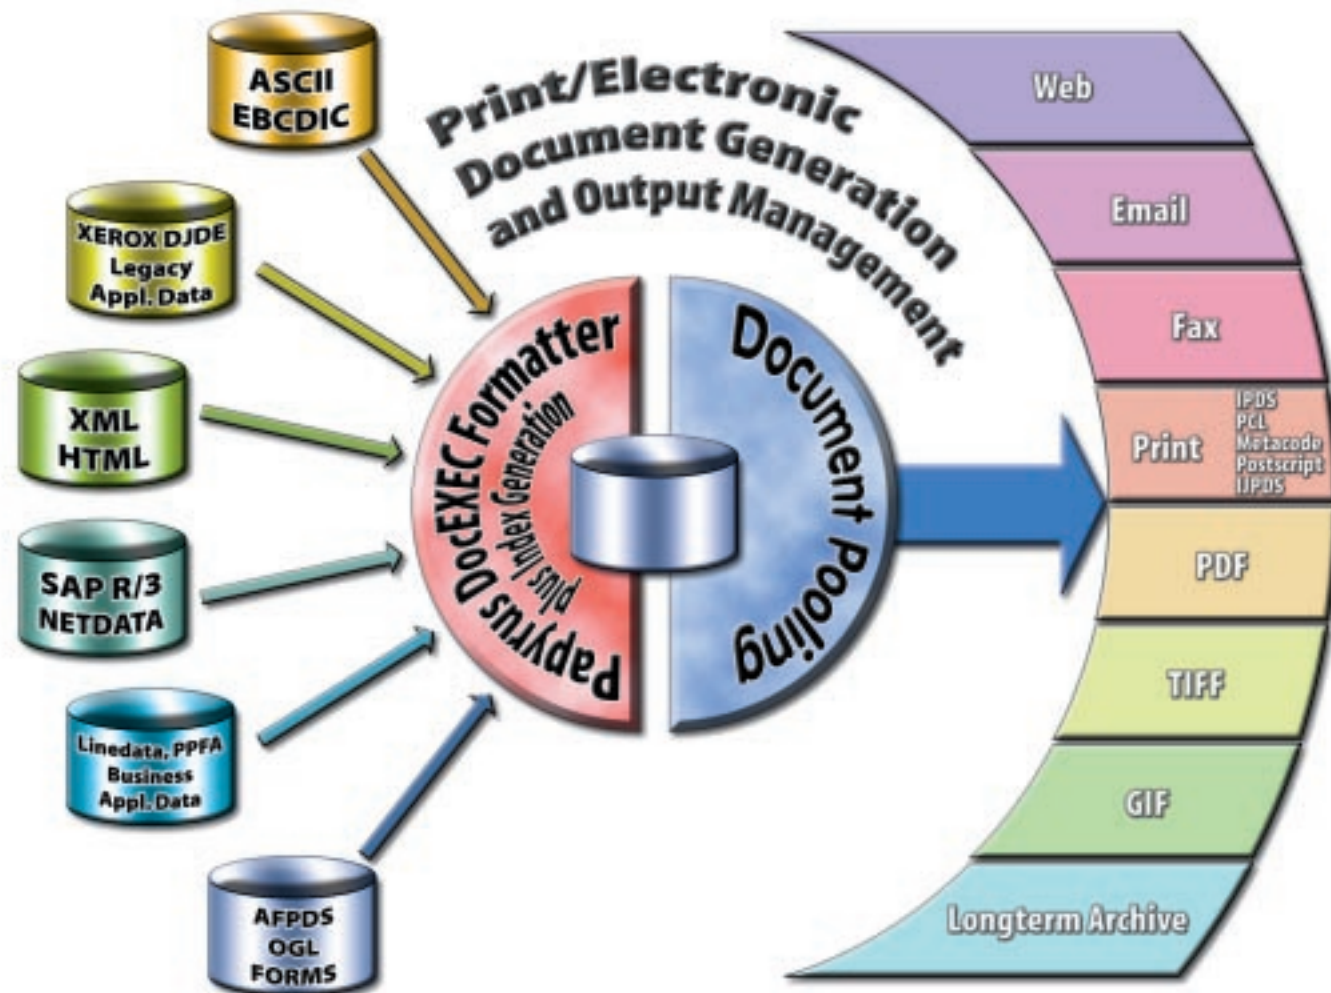 Print/Electronic
Document Generation
and Output Management
ASCII
EBCDIC
XEROX DJDE
Legacy
Appl. Data
XML
HTML
SAP R/3
NETDATA
Linedata, PPFA
Business
Appl. Data
AFPDS
OGL
FORMS
Papyrus DocEXEC Formatter
plus Index Generation
Document Pooling
Web
Email
Fax
Print
IPDS
PCL
Metacode
Postscript
IJPDS
PDF
TIFF
GIF
Longterm Archive